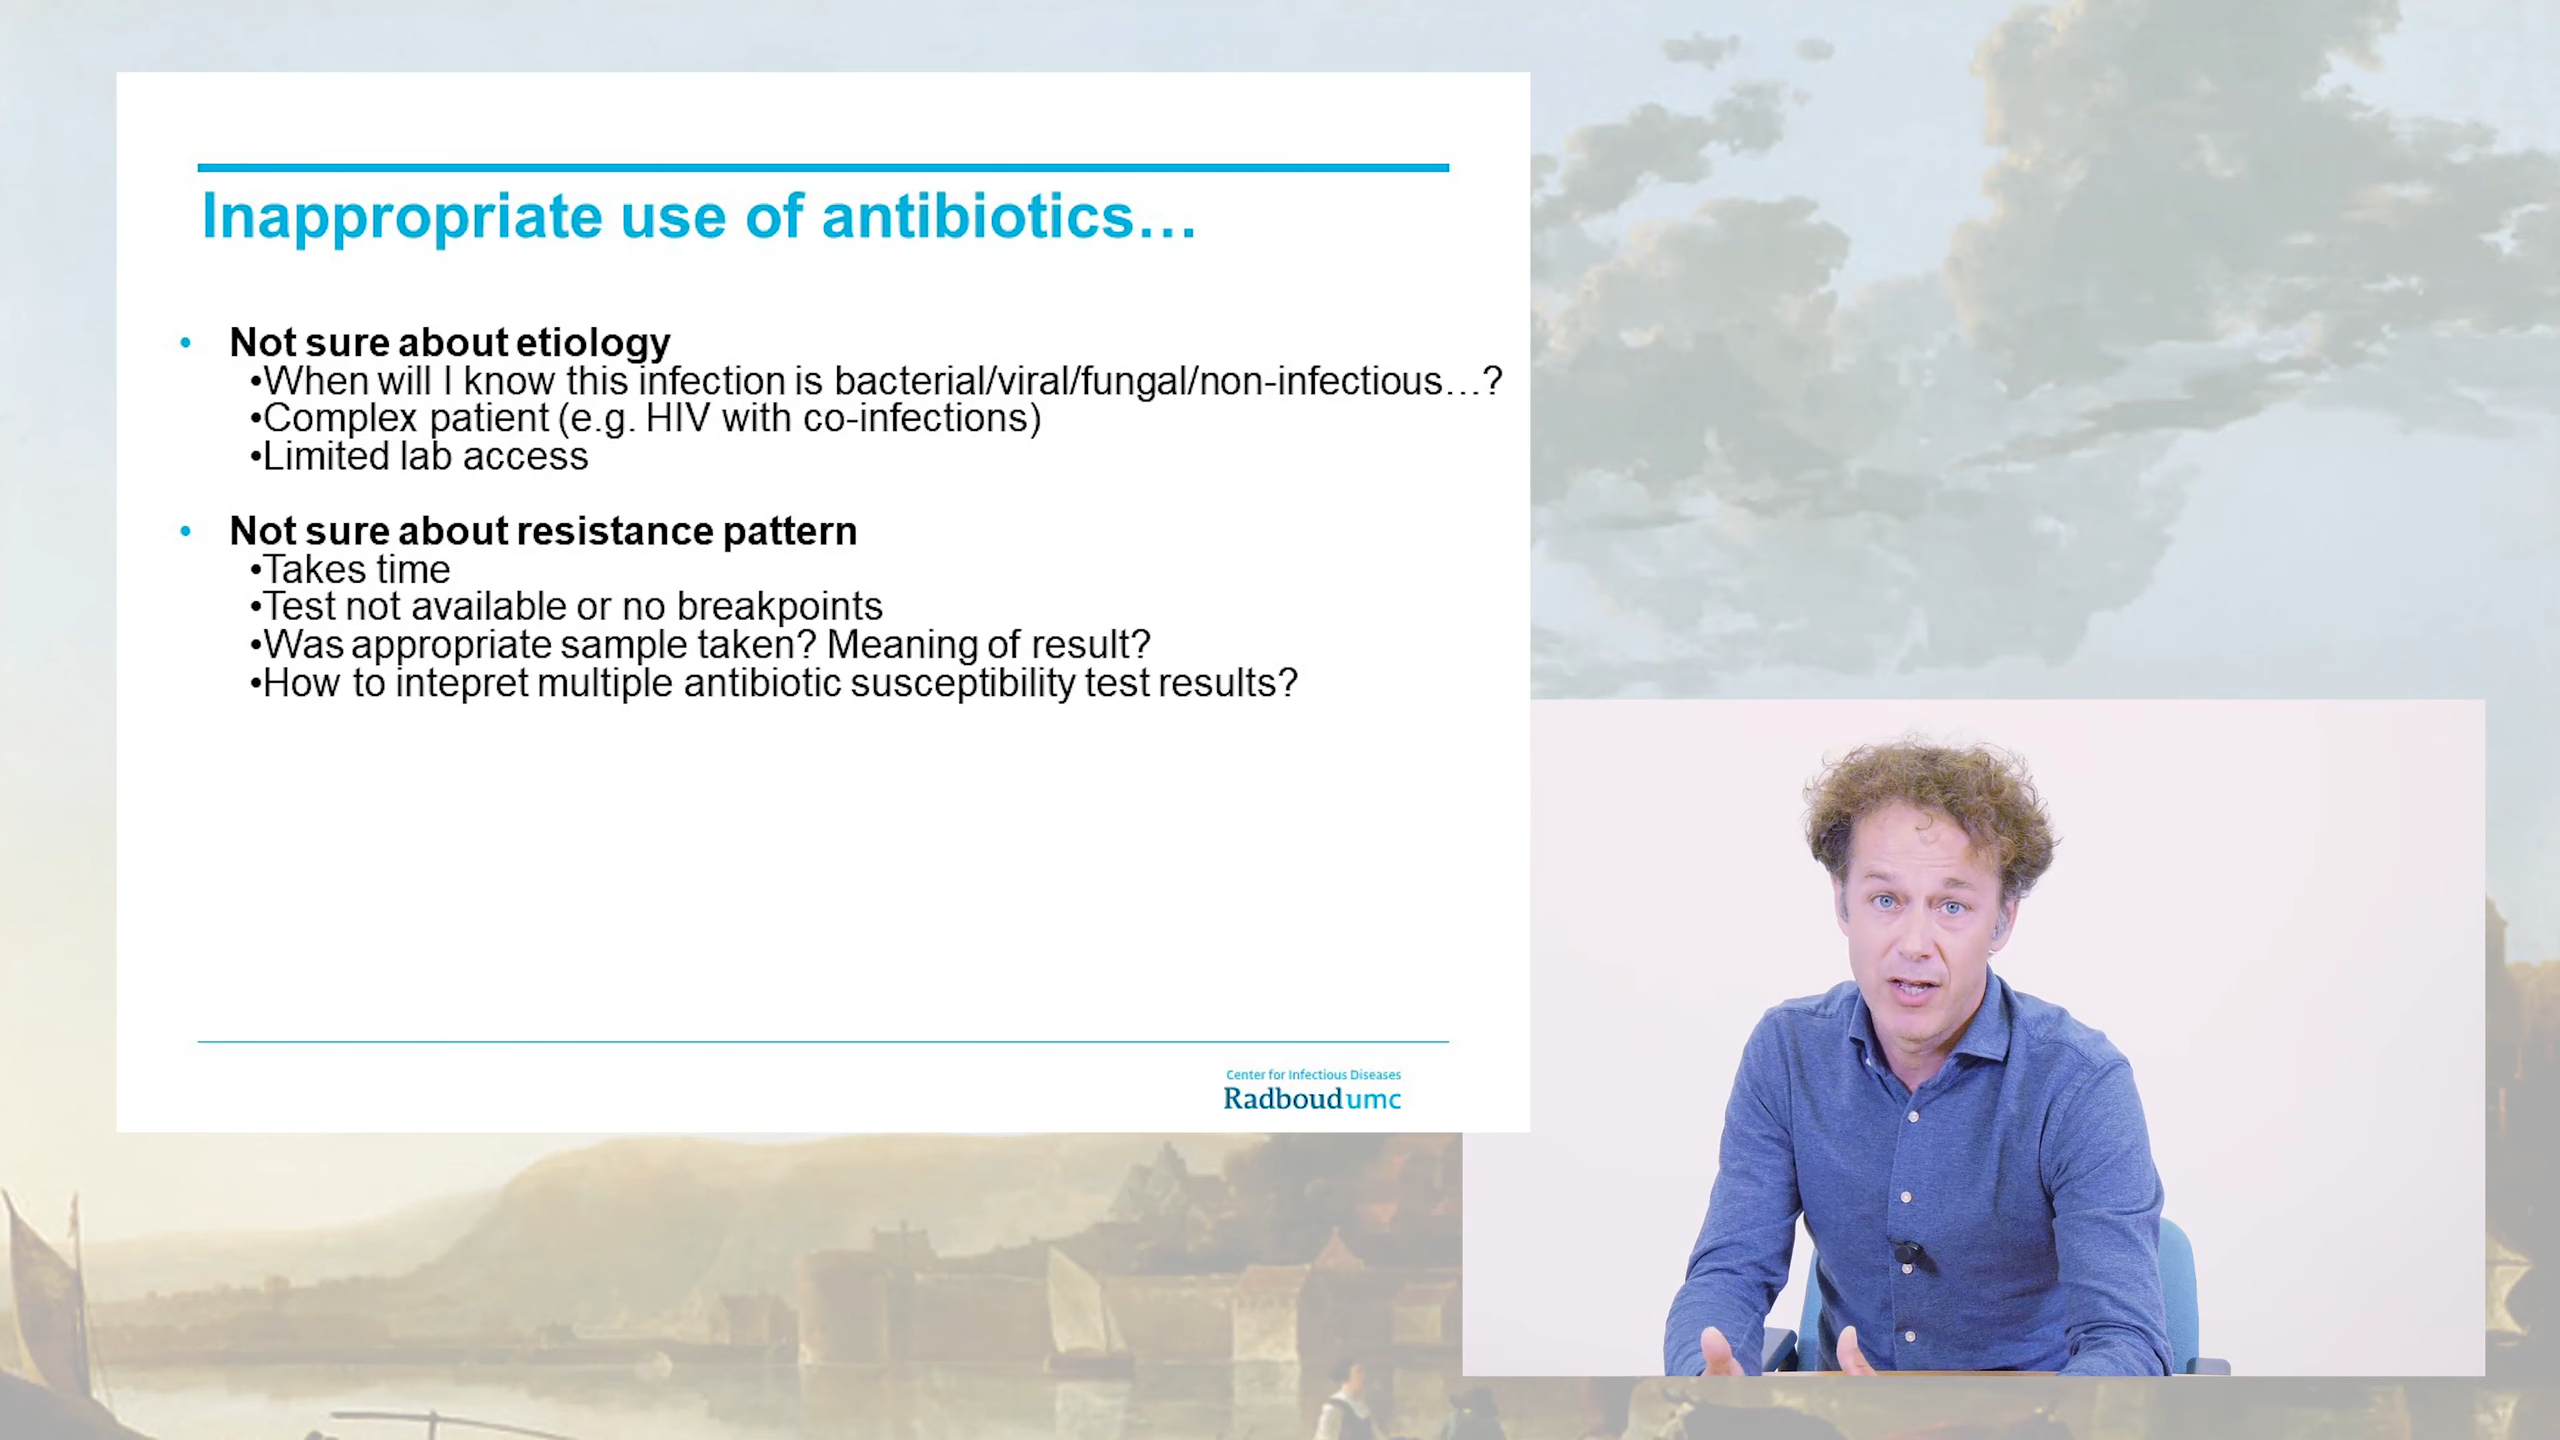 Inappropriate use of antibiotics…
• Not sure about etiology
•When will I know this infection is bacterial/viral/fungal/non-infectious…?
•Complex patient (e.g. HIV with co-infections)
•Limited lab access
• Not sure about resistance pattern
•Takes time
•Test not available or no breakpoints
•Was appropriate sample taken? Meaning of result?
•How to intepret multiple antibiotic susceptibility test results?
Center for Infectious Diseases
Radboudumc